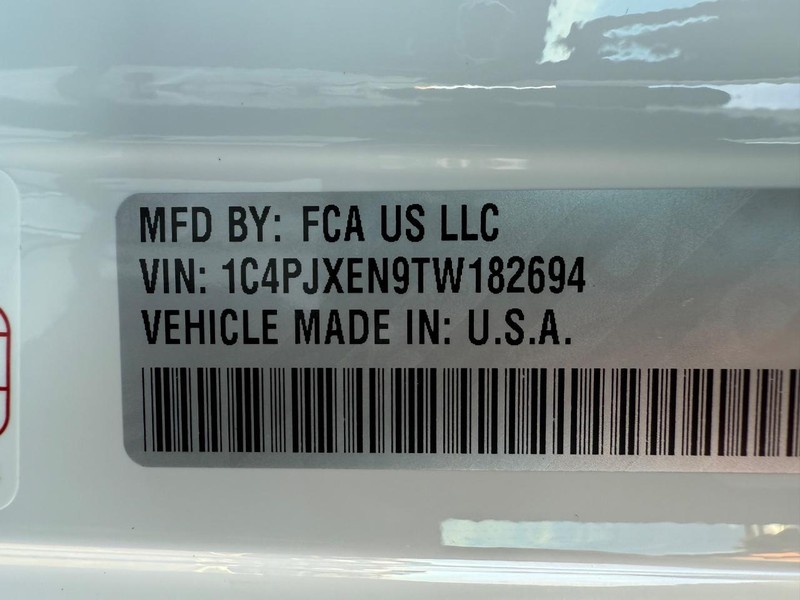 MFD BY: FCA US LLC
VIN: 1C4PJXEN9TW182694
VEHICLE MADE IN: U.S.A.